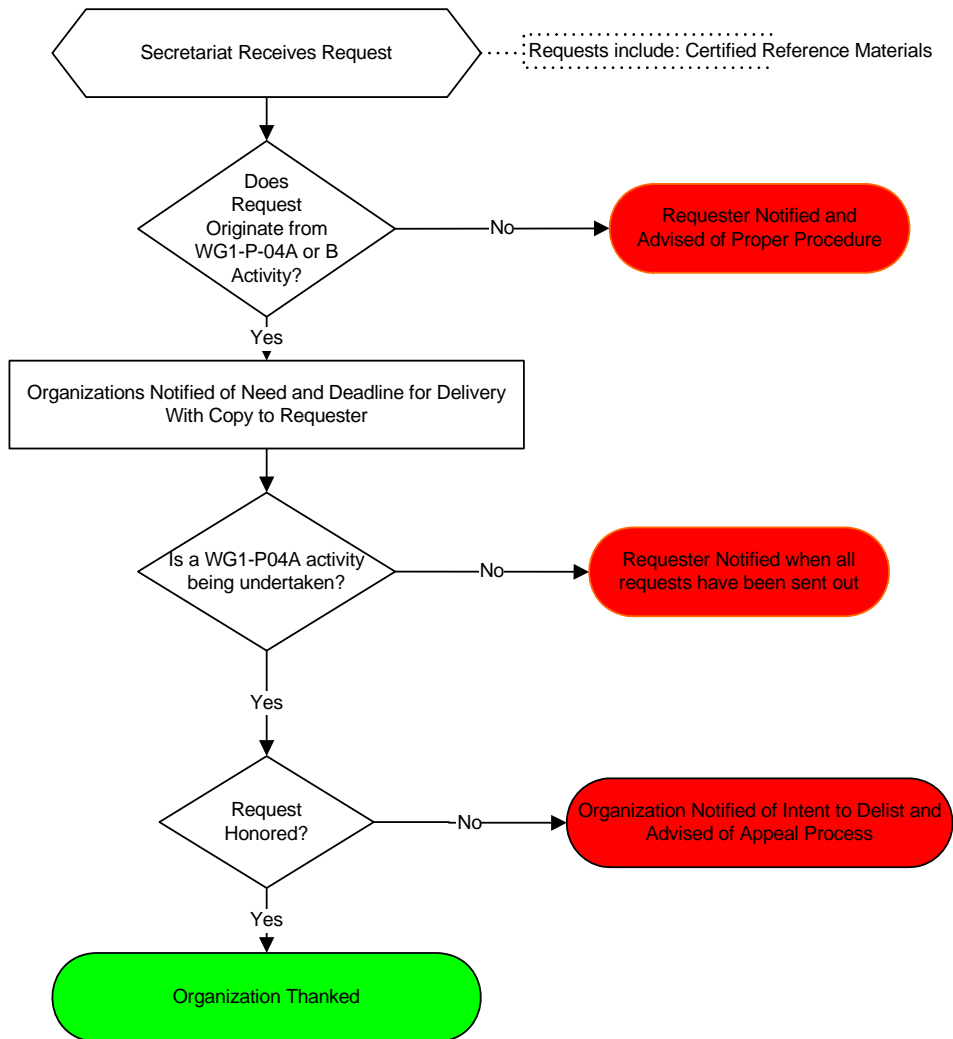 Secretariat Receives Request
Requests include: Certified Reference Materials
Does
Request
Originate from
WG1-P-04A or B
Activity?
No
Requester Notified and
Advised of Proper Procedure
Yes
Organizations Notified of Need and Deadline for Delivery
With Copy to Requester
Is a WG1-P04A activity
being undertaken?
No
Requester Notified when all
requests have been sent out
Yes
Request
Honored?
No
Organization Notified of Intent to Delist and
Advised of Appeal Process
Yes
Organization Thanked